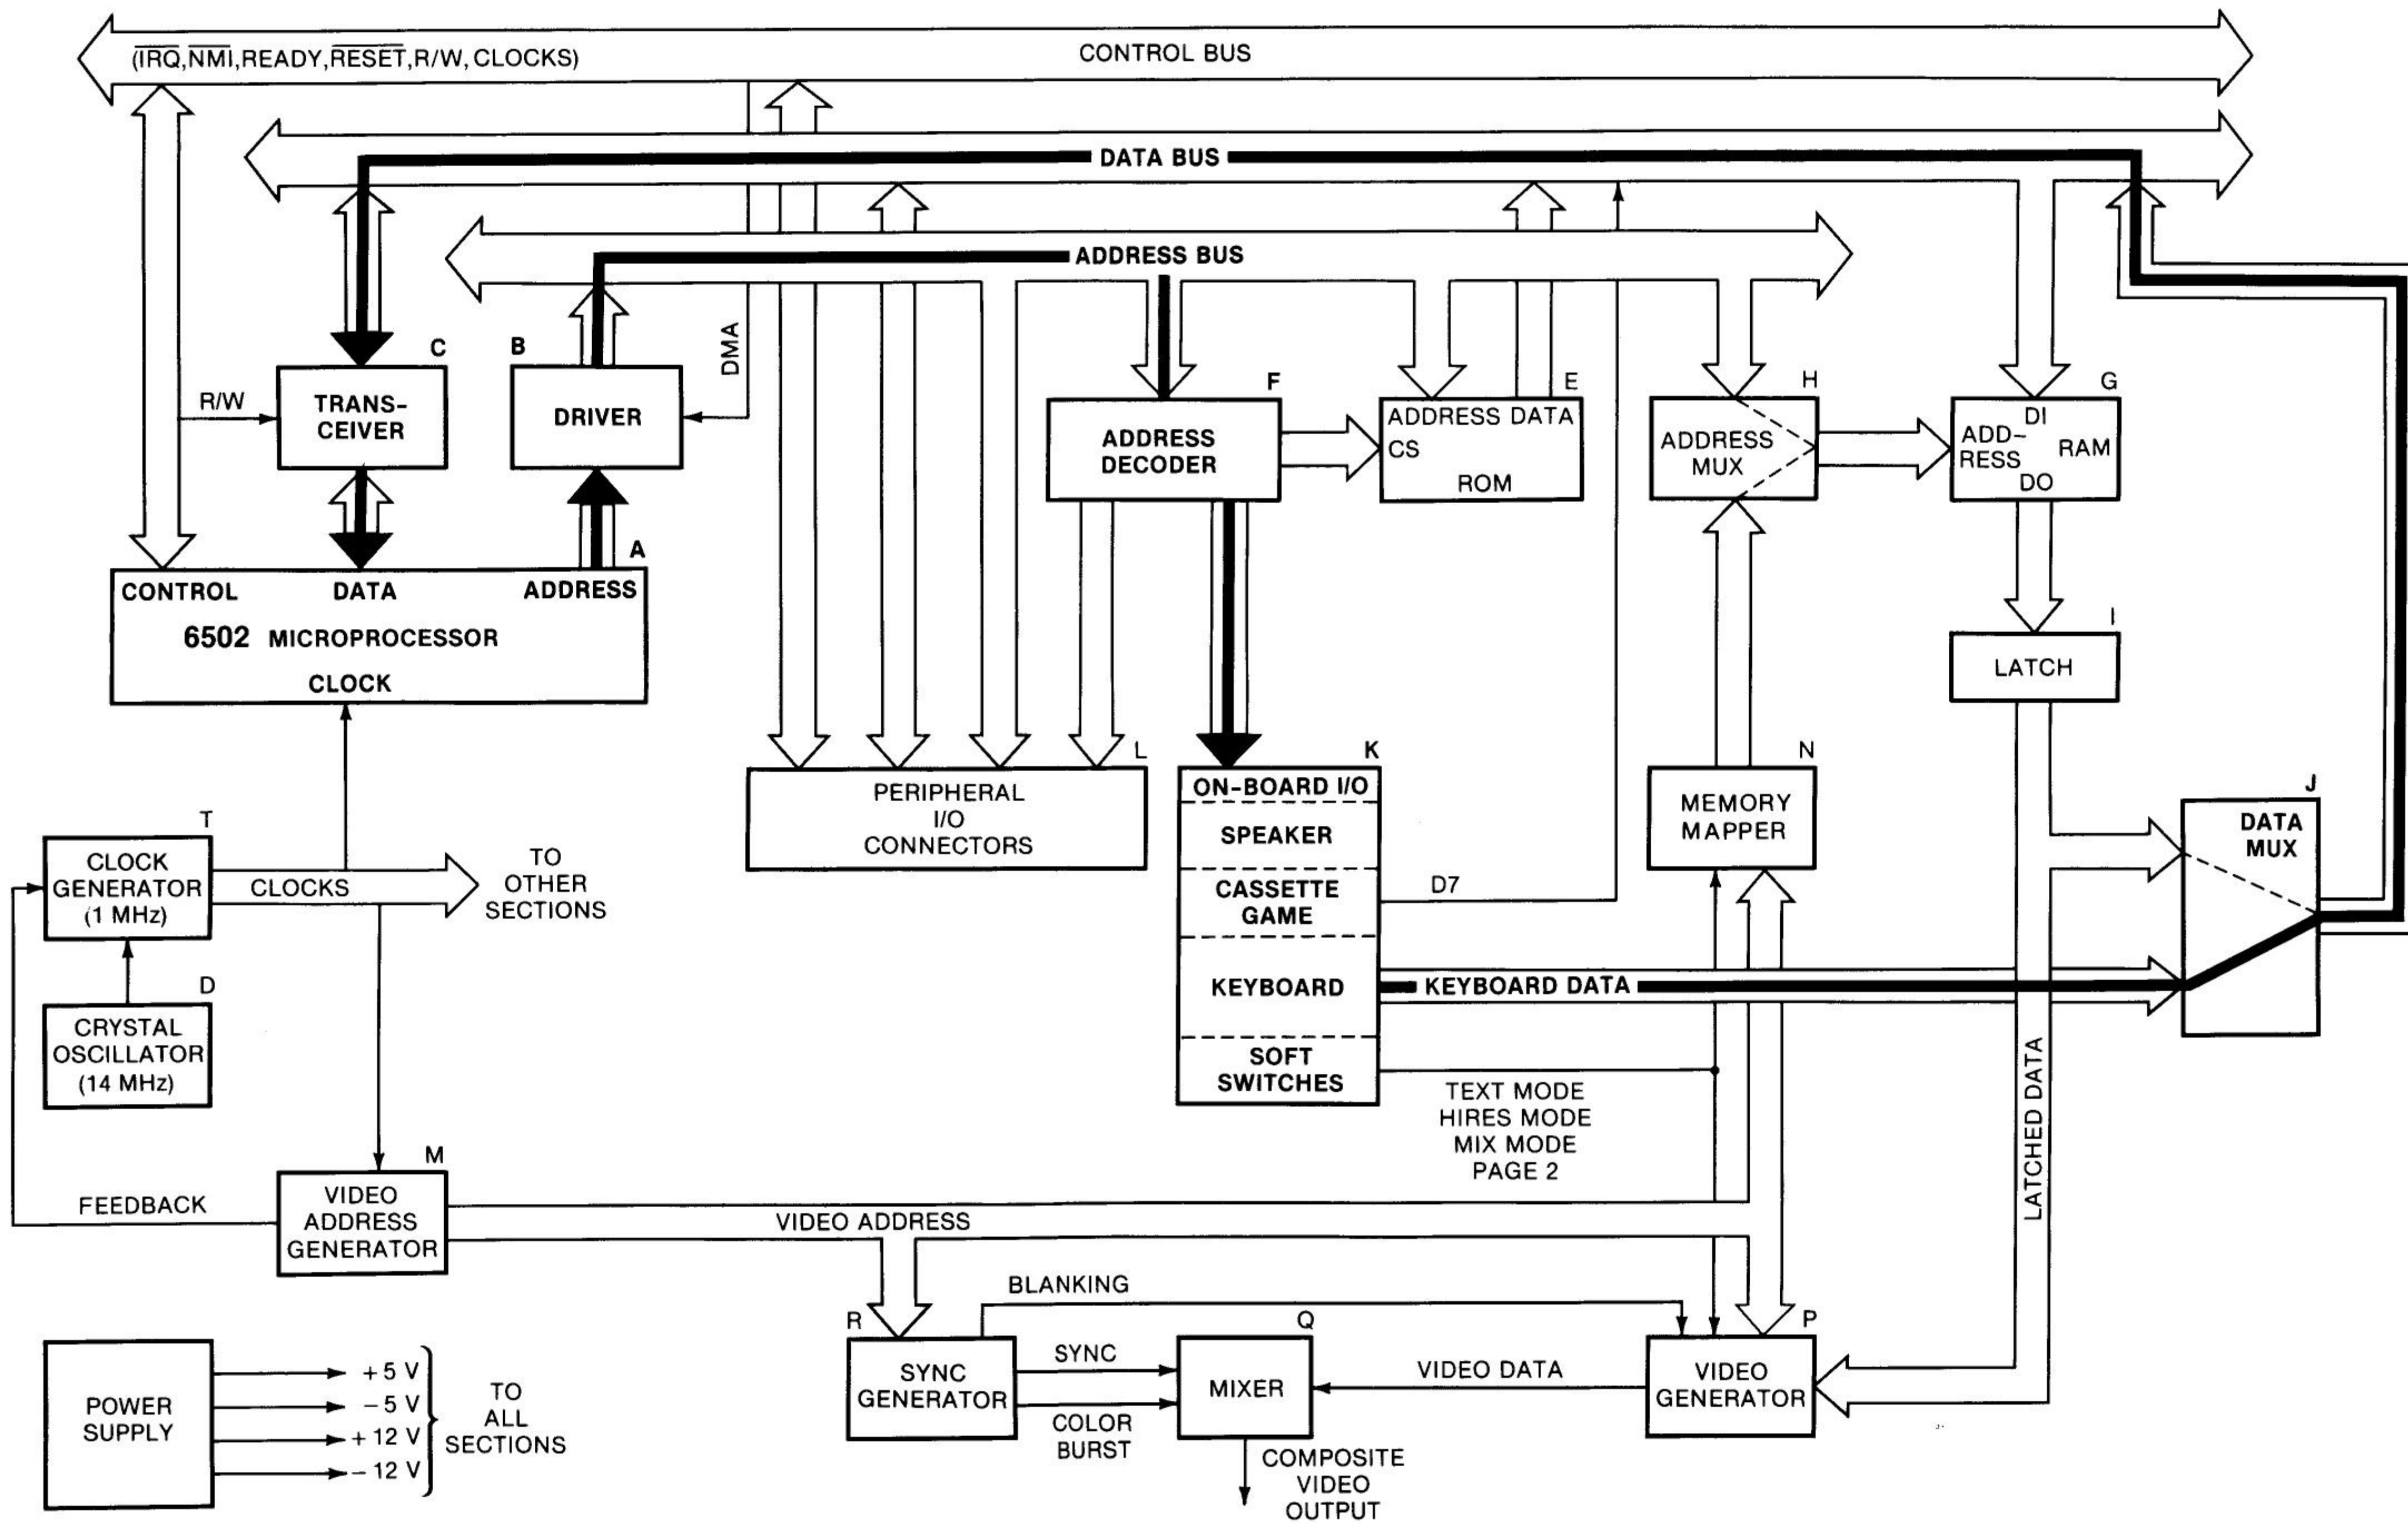 (IRQ,NMI,READY,RESET,R/W, CLOCKS)
CONTROL BUS
DATA BUS
ADDRESS BUS
DMA
C
B
F
E
H
G
R/W
TRANS-
CEIVER
DRIVER
ADDRESS
DECODER
ADDRESS DATA
CS
ROM
ADDRESS
MUX
DI
ADD-
RESS
RAM
DO
A
CONTROL
DATA
ADDRESS
6502 MICROPROCESSOR
CLOCK
I
LATCH
L
PERIPHERAL
I/O
CONNECTORS
K
ON-BOARD I/O
SPEAKER
CASSETTE
GAME
KEYBOARD
SOFT
SWITCHES
D7
KEYBOARD DATA
TEXT MODE
HIRES MODE
MIX MODE
PAGE 2
N
MEMORY
MAPPER
J
DATA
MUX
LATCHED DATA
T
CLOCK
GENERATOR
(1 MHz)
CLOCKS
TO
OTHER
SECTIONS
D
CRYSTAL
OSCILLATOR
(14 MHz)
M
VIDEO
ADDRESS
GENERATOR
FEEDBACK
VIDEO ADDRESS
BLANKING
R
SYNC
GENERATOR
SYNC
COLOR
BURST
Q
MIXER
VIDEO DATA
P
VIDEO
GENERATOR
COMPOSITE
VIDEO
OUTPUT
POWER
SUPPLY
+5 V
-5 V
+12 V
-12 V
TO
ALL
SECTIONS